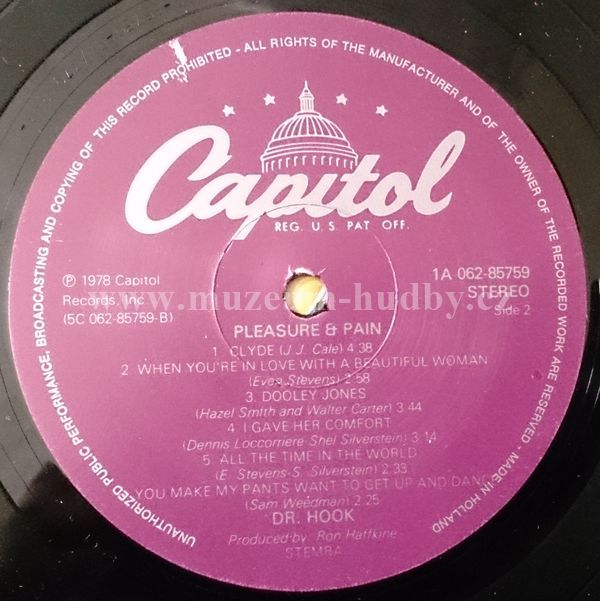 UNAUTHORIZED PUBLIC PERFORMANCE, BROADCASTING AND COPYING OF THIS RECORD PROHIBITED - ALL RIGHTS OF THE MANUFACTURER AND OF THE OWNER OF THE RECORDED WORK ARE RESERVED - MADE IN HOLLAND
Capitol
REG. U.S. PAT. OFF.
℗ 1978 Capitol
Records, Inc.
(5C 062-85759-B)
1A 062-85759
STEREO
Side 2
www.muzeum-hudby.cz
PLEASURE & PAIN
1. CLYDE (J.J. Cale) 4.38
2. WHEN YOU'RE IN LOVE WITH A BEAUTIFUL WOMAN
(Even Stevens) 2.58
3. DOOLEY JONES
(Hazel Smith and Walter Carter) 3.44
4. I GAVE HER COMFORT
(Dennis Loccorriere-Shel Silverstein) 3.14
5. ALL THE TIME IN THE WORLD
(E. Stevens-S. Silverstein) 2.33
YOU MAKE MY PANTS WANT TO GET UP AND DANCE
(Sam Weedman) 2.25
DR. HOOK
Produced by Ron Haffkine
STEMRA